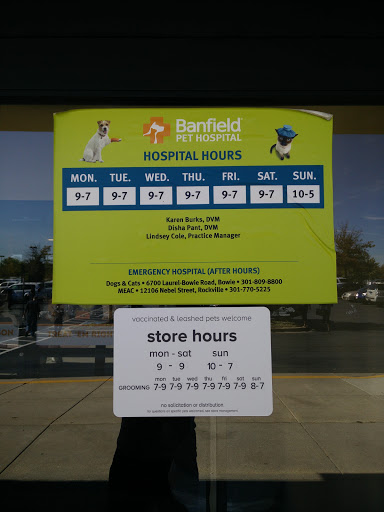 Banfield
PET HOSPITAL
HOSPITAL HOURS
MON. TUE. WED. THU. FRI. SAT. SUN.
9-7 9-7 9-7 9-7 9-7 9-7 10-5
Karen Burks, DVM
Disha Pant, DVM
Lindsey Cole, Practice Manager
EMERGENCY HOSPITAL (AFTER HOURS)
Dogs & Cats • 6700 Laurel-Bowie Road, Bowie • 301-809-8800
MEAC • 12106 Nebel Street, Rockville • 301-770-5225
vaccinated & leashed pets welcome
store hours
mon - sat sun
9 - 9 10 - 7
mon tue wed thu fri sat sun
GROOMING 7-9 7-9 7-9 7-9 7-9 7-9 8-7
no solicitation or distribution